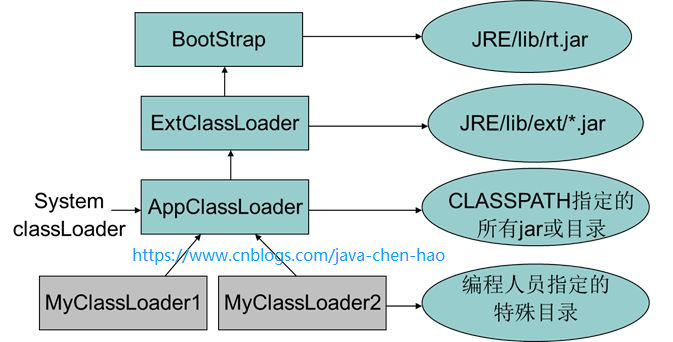 BootStrap
JRE/lib/rt.jar
ExtClassLoader
JRE/lib/ext/*.jar
System
classLoader
AppClassLoader
CLASSPATH指定的
所有jar或目录
https://www.cnblogs.com/java-chen-hao
MyClassLoader1
MyClassLoader2
编程人员指定的
特殊目录